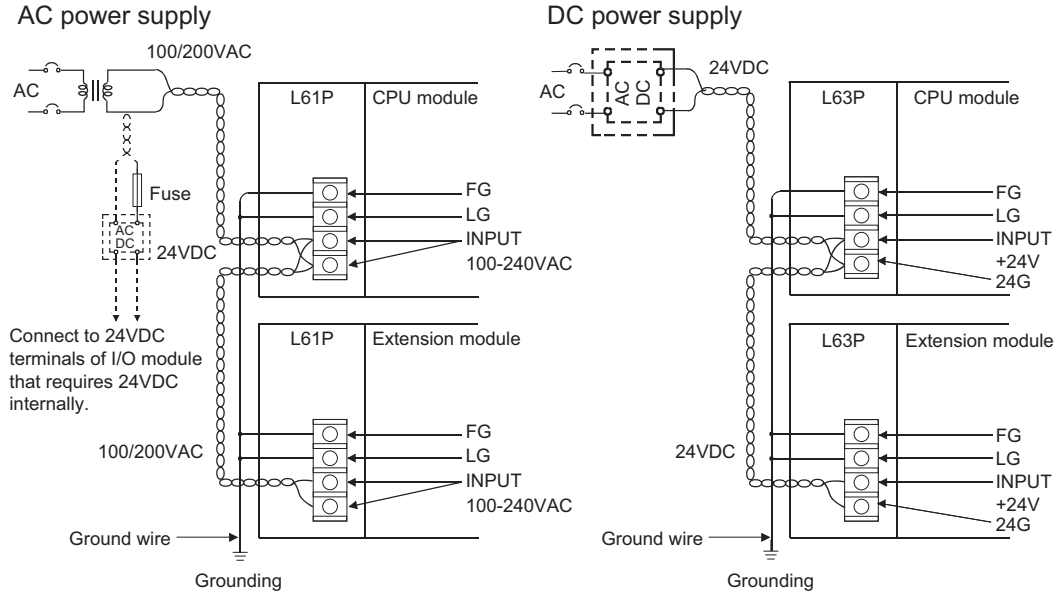 AC power supply
100/200VAC
AC
L61P
CPU module
Fuse
AC
DC
24VDC
FG
LG
INPUT
100-240VAC
Connect to 24VDC
terminals of I/O module
that requires 24VDC
internally.
L61P
Extension module
100/200VAC
FG
LG
INPUT
100-240VAC
Ground wire
Grounding
DC power supply
24VDC
AC
AC
DC
L63P
CPU module
FG
LG
INPUT
+24V
24G
L63P
Extension module
24VDC
FG
LG
INPUT
+24V
24G
Ground wire
Grounding